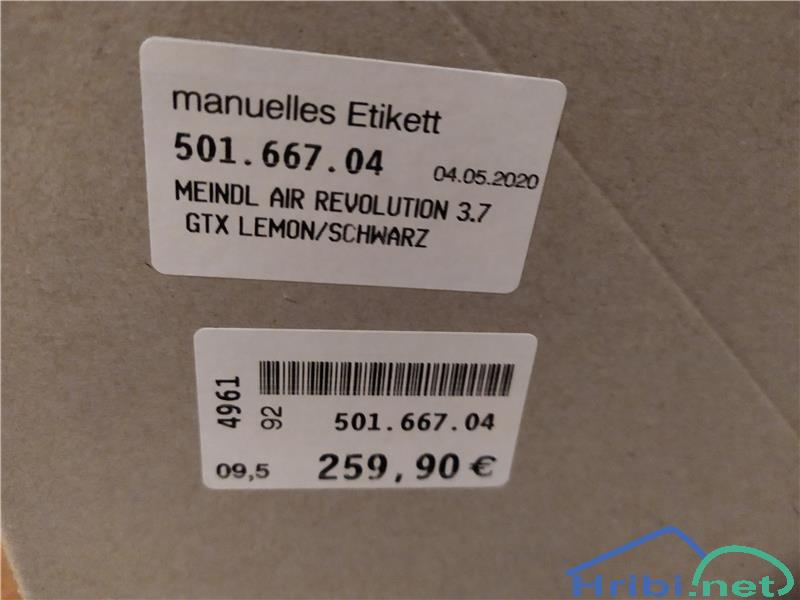 manuelles Etikett
501.667.04 04.05.2020
MEINDL AIR REVOLUTION 3.7
GTX LEMON/SCHWARZ
4961
92
501.667.04
09,5 259,90 €
Hribi.net